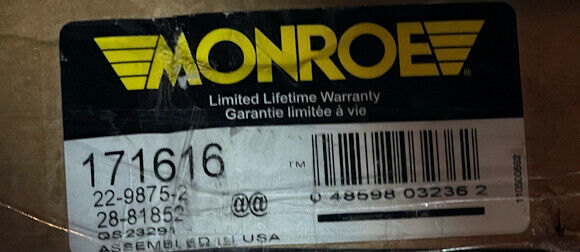 MONROE®
Limited Lifetime Warranty
Garantie limitée à vie
171616 TM
22-9875-2
28-81852 @@
QS23291
ASSEMBLED IN USA
0 48598 03236 2